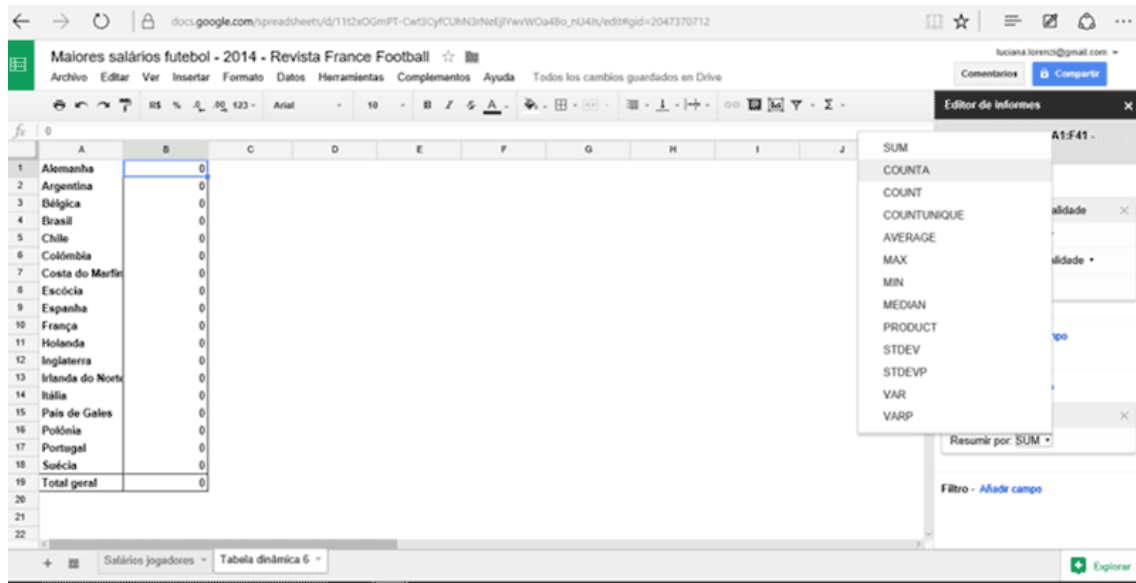 docs.google.com/spreadsheets/d/11t2xOGmPT-Cwt3CyfCUhN3rNeEjIYwvWOa4Bo_nU4Js/edit#gid=2047370712
Maiores salários futebol - 2014 - Revista France Football
luciana.lorenzi@gmail.com
Archivo Editar Ver Insertar Formato Datos Herramientas Complementos Ayuda Todos los cambios guardados en Drive
Comentarios Compartir
R$ % .0_ .00_ 123 - Arial - 10 - B I S A
Editor de informes
fx 0
A1:F41 -
A B C D E F G H I J
1 Alemanha 0
2 Argentina 0
3 Bélgica 0
4 Brasil 0
5 Chile 0
6 Colômbia 0
7 Costa do Marfin 0
8 Escócia 0
9 Espanha 0
10 França 0
11 Holanda 0
12 Inglaterra 0
13 Irlanda do Norte 0
14 Itália 0
15 País de Gales 0
16 Polônia 0
17 Portugal 0
18 Suécia 0
19 Total geral 0
20
21
22
SUM
COUNTA
COUNT
COUNTUNIQUE
AVERAGE
MAX
MIN
MEDIAN
PRODUCT
STDEV
STDEVP
VAR
VARP
alidade
alidade
Resumir por: SUM
Filtro - Añadir campo
Salários jogadores Tabela dinâmica 6
Explorar